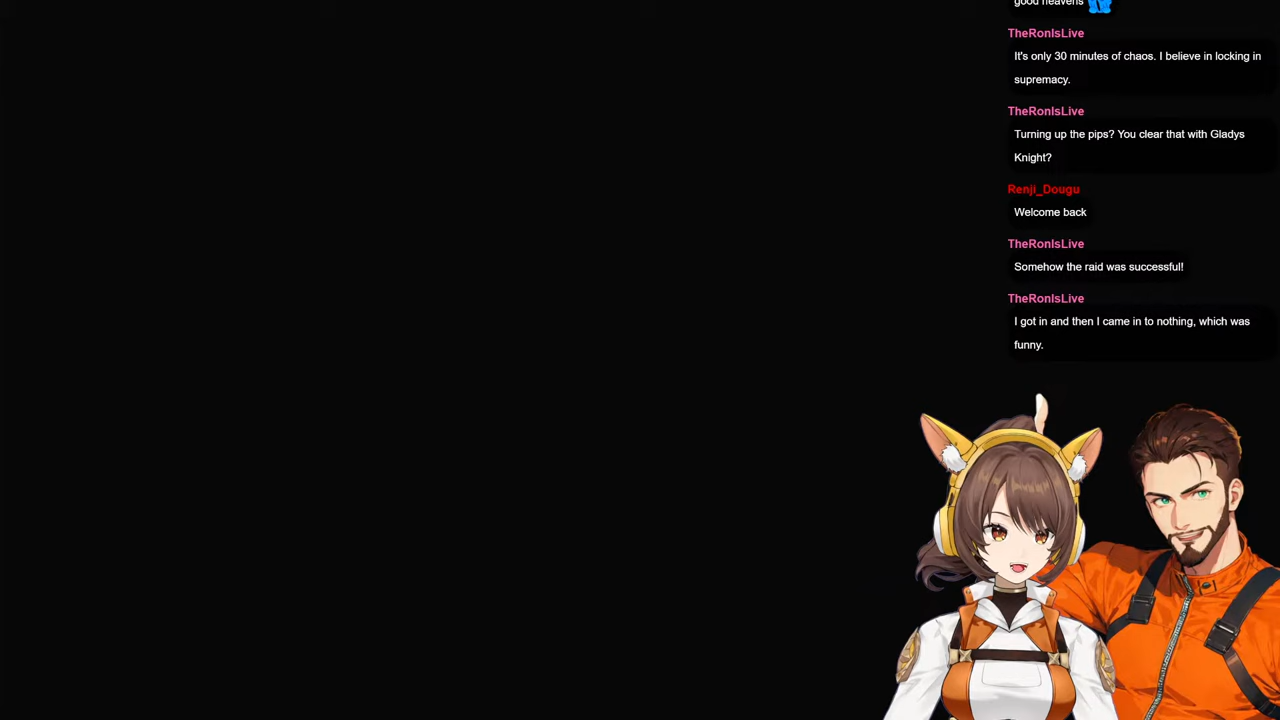 good heavens
TheRonIsLive
It's only 30 minutes of chaos. I believe in locking in
supremacy.
TheRonIsLive
Turning up the pips? You clear that with Gladys
Knight?
Renji_Dougu
Welcome back
TheRonIsLive
Somehow the raid was successful!
TheRonIsLive
I got in and then I came in to nothing, which was
funny.